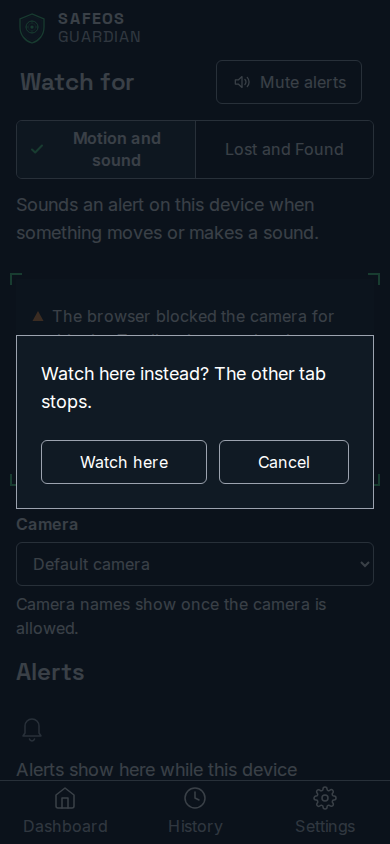 SAFEOS
GUARDIAN
Watch for
Mute alerts
Motion and
sound
Lost and Found
Sounds an alert on this device when
something moves or makes a sound.
The browser blocked the camera for
Watch here instead? The other tab
stops.
Watch here
Cancel
Camera
Default camera
Camera names show once the camera is
allowed.
Alerts
Alerts show here while this device
Dashboard
History
Settings